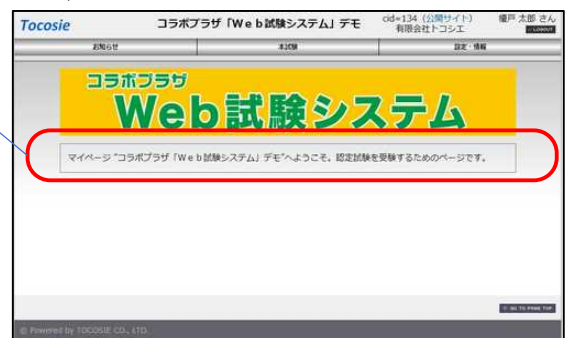 Tocosie
コラボプラザ「Ｗｅｂ試験システム」デモ
cid=134（公開サイト）
有限会社トコシエ
榎戸 太郎 さん
LOGOUT
お知らせ
本試験
設定・情報
コラボプラザ
Web試験システム
マイページ “コラボプラザ「Ｗｅｂ試験システム」デモ”へようこそ。認定試験を受験するためのページです。
GO TO PAGE TOP
© Powered by TOCOSIE CO., LTD.